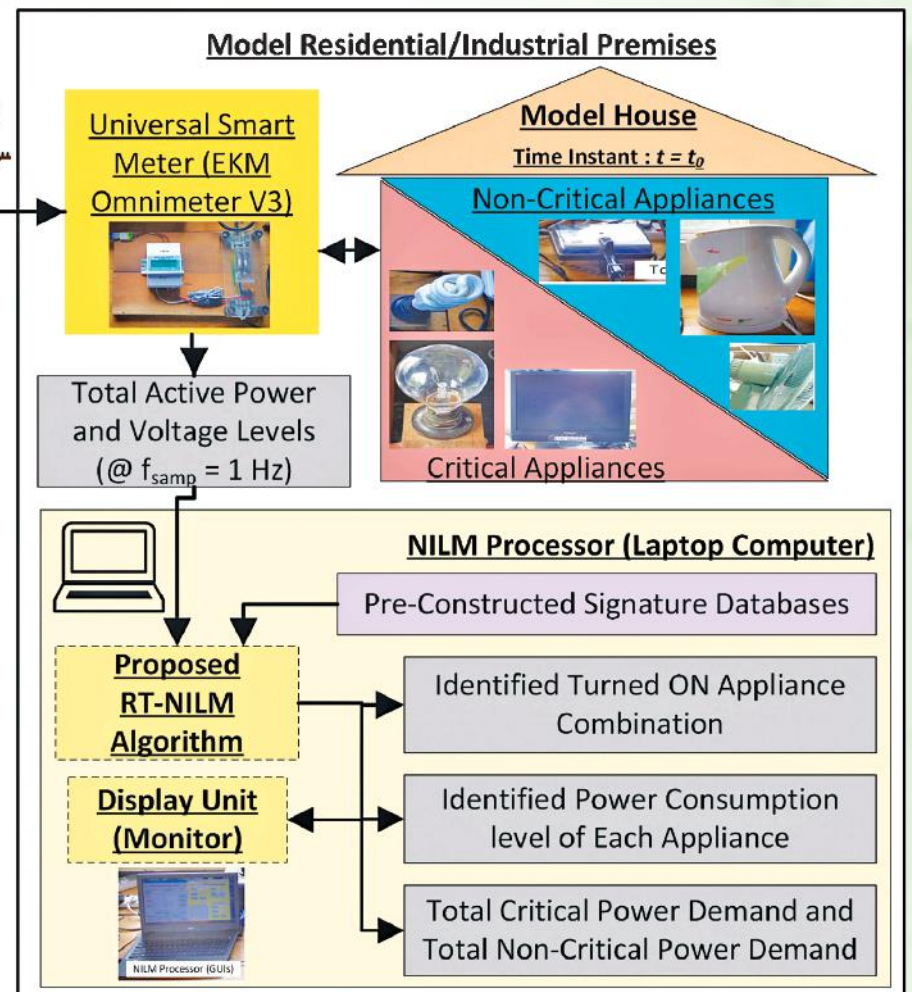 Model Residential/Industrial Premises
Universal Smart
Meter (EKM
Omnimeter V3)
Model House
Time Instant : t = t₀
Non-Critical Appliances
Critical Appliances
Total Active Power
and Voltage Levels
(@ fsamp = 1 Hz)
NILM Processor (Laptop Computer)
Pre-Constructed Signature Databases
Proposed
RT-NILM
Algorithm
Identified Turned ON Appliance
Combination
Display Unit
(Monitor)
Identified Power Consumption
level of Each Appliance
NILM Processor (GUIs)
Total Critical Power Demand and
Total Non-Critical Power Demand